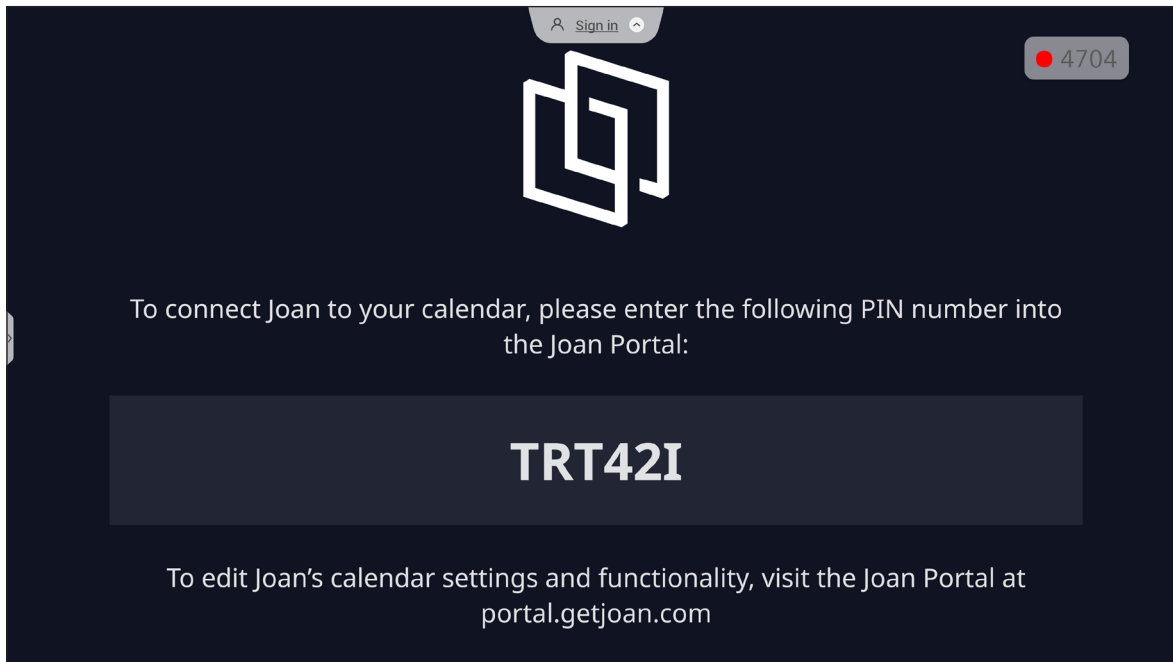 Sign in
4704
To connect Joan to your calendar, please enter the following PIN number into
the Joan Portal:
TRT42I
To edit Joan’s calendar settings and functionality, visit the Joan Portal at
portal.getjoan.com